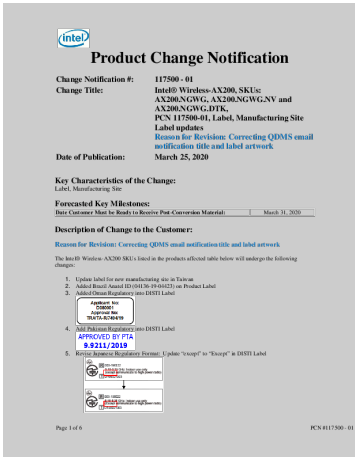 intel
Product Change Notification
Change Notification #: 117500 - 01
Change Title: Intel® Wireless-AX200, SKUs:
AX200.NGWG, AX200.NGWG.NV and
AX200.NGWG.DTK,
PCN 117500-01, Label, Manufacturing Site
Label updates
Reason for Revision: Correcting QDMS email
notification title and label artwork
Date of Publication: March 25, 2020
Key Characteristics of the Change:
Label, Manufacturing Site
Forecasted Key Milestones:
Date Customer Must be Ready to Receive Post-Conversion Material: March 31, 2020
Description of Change to the Customer:
Reason for Revision: Correcting QDMS email notification title and label artwork
The Intel® Wireless-AX200 SKUs listed in the products affected table below will undergo the following
changes:
1. Update label for new manufacturing site in Taiwan
2. Added Brazil Anatel ID (04136-19-04423) on Product Label
3. Added Oman Regulatory into DISTI Label
Applicant No:
Approval No:
4. Add Pakistan Regulatory into DISTI Label
APPROVED BY PTA
9.9211/2019
5. Revise Japanese Regulatory Format: Update "except" to "Except" in DISTI Label
Page 1 of 6 PCN #117500 - 01